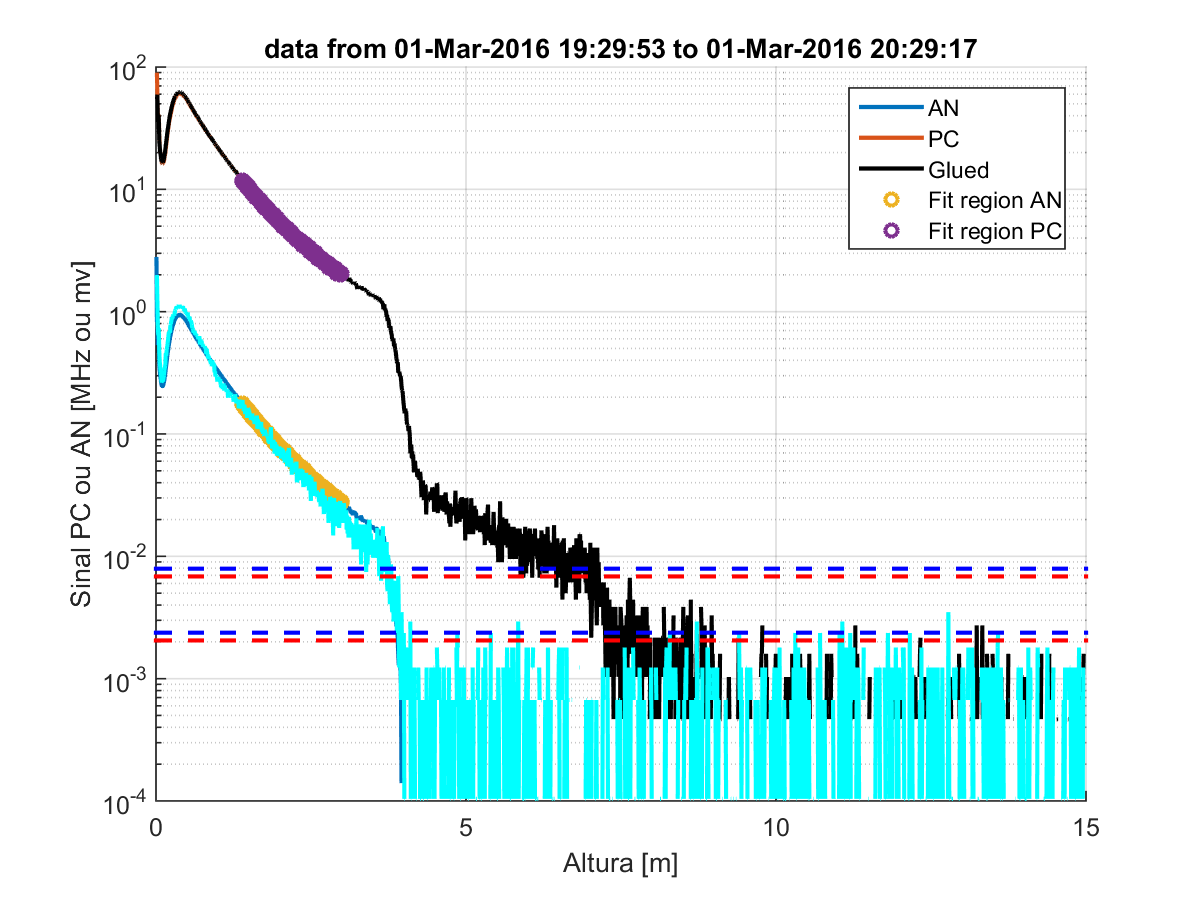 data from 01-Mar-2016 19:29:53 to 01-Mar-2016 20:29:17
AN
PC
Glued
Fit region AN
Fit region PC
Sinal PC ou AN [MHz ou mv]
10^2
10^1
10^0
10^-1
10^-2
10^-3
10^-4
0 5 10 15
Altura [m]